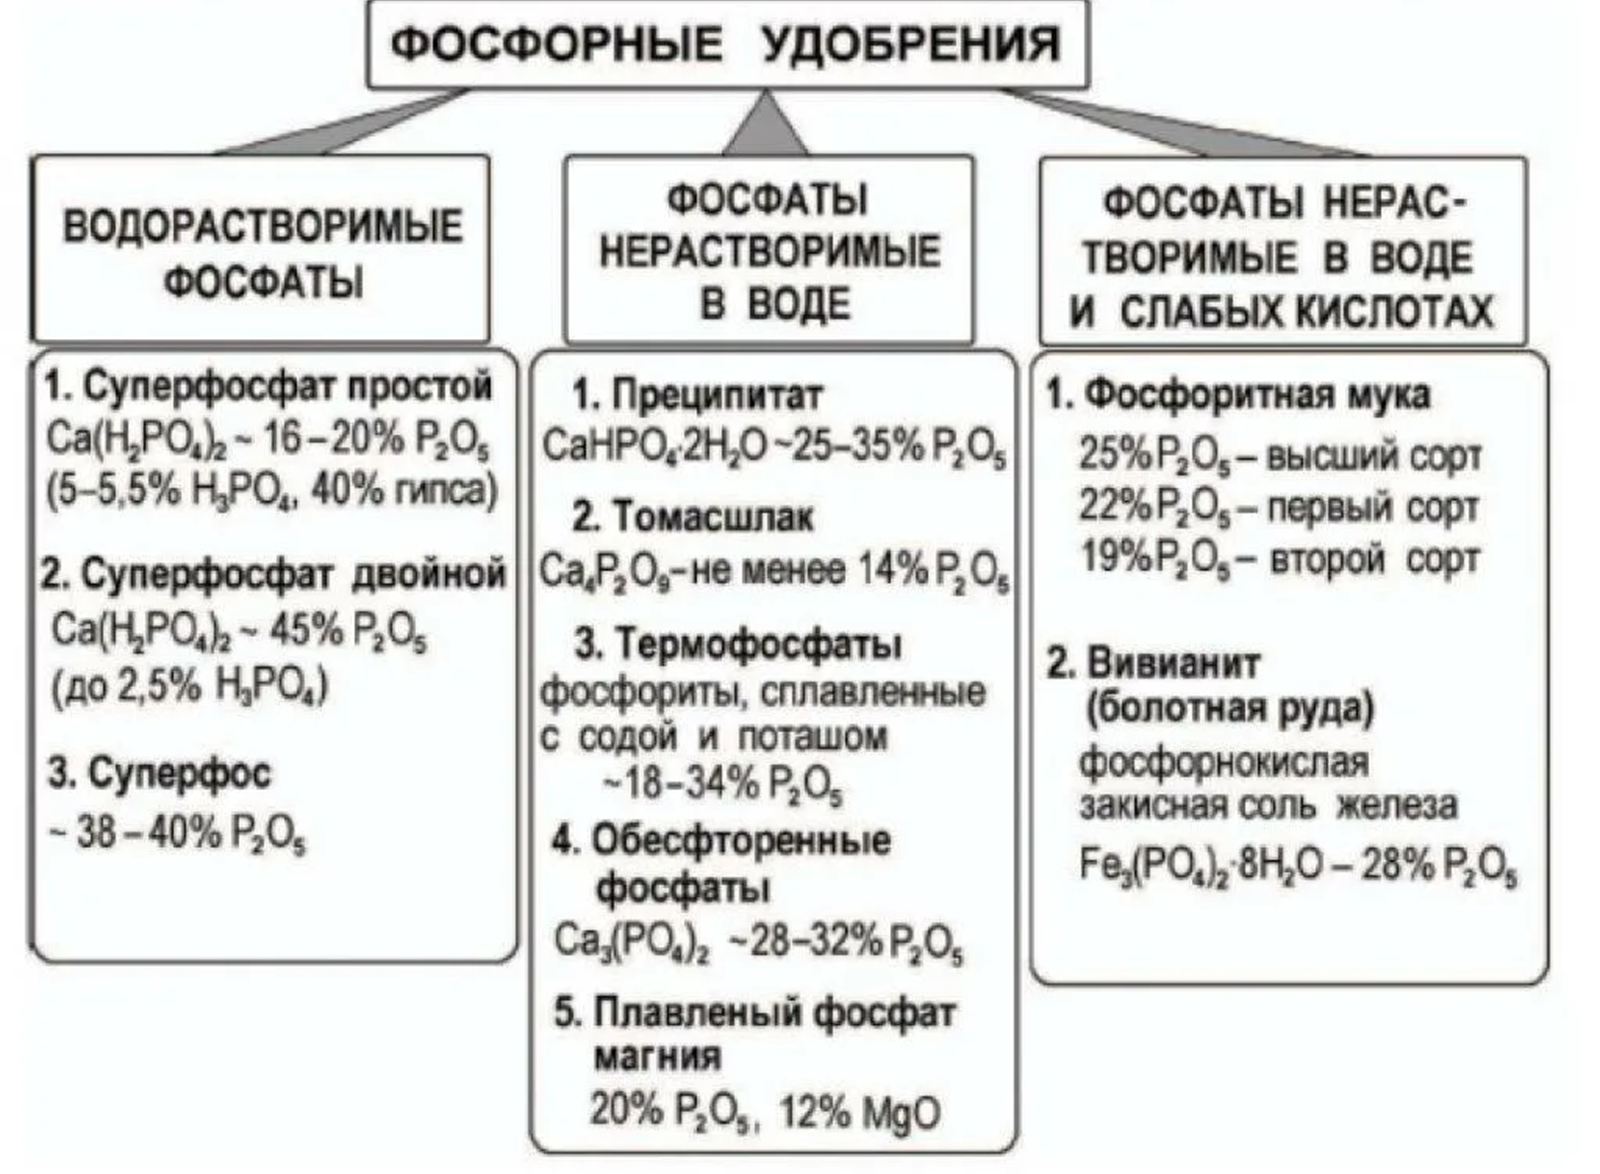 ФОСФОРНЫЕ УДОБРЕНИЯ
ВОДОРАСТВОРИМЫЕ
ФОСФАТЫ
1. Суперфосфат простой
Ca(H₂PO₄)₂ ~ 16–20% P₂O₅
(5–5,5% H₃PO₄, 40% гипса)
2. Суперфосфат двойной
Ca(H₂PO₄)₂ ~ 45% P₂O₅
(до 2,5% H₃PO₄)
3. Суперфос
~ 38–40% P₂O₅
ФОСФАТЫ
НЕРАСТВОРИМЫЕ
В ВОДЕ
1. Преципитат
CaHPO₄·2H₂O ~25–35% P₂O₅
2. Томасшлак
Ca₄P₂O₉–не менее 14% P₂O₅
3. Термофосфаты
фосфориты, сплавленные
с содой и поташом
~18–34% P₂O₅
4. Обесфторенные
фосфаты
Ca₃(PO₄)₂ ~28–32% P₂O₅
5. Плавленый фосфат
магния
20% P₂O₅, 12% MgO
ФОСФАТЫ НЕРАС-
ТВОРИМЫЕ В ВОДЕ
И СЛАБЫХ КИСЛОТАХ
1. Фосфоритная мука
25% P₂O₅ – высший сорт
22% P₂O₅ – первый сорт
19% P₂O₅ – второй сорт
2. Вивианит
(болотная руда)
фосфорнокислая
закисная соль железа
Fe₃(PO₄)₂·8H₂O – 28% P₂O₅